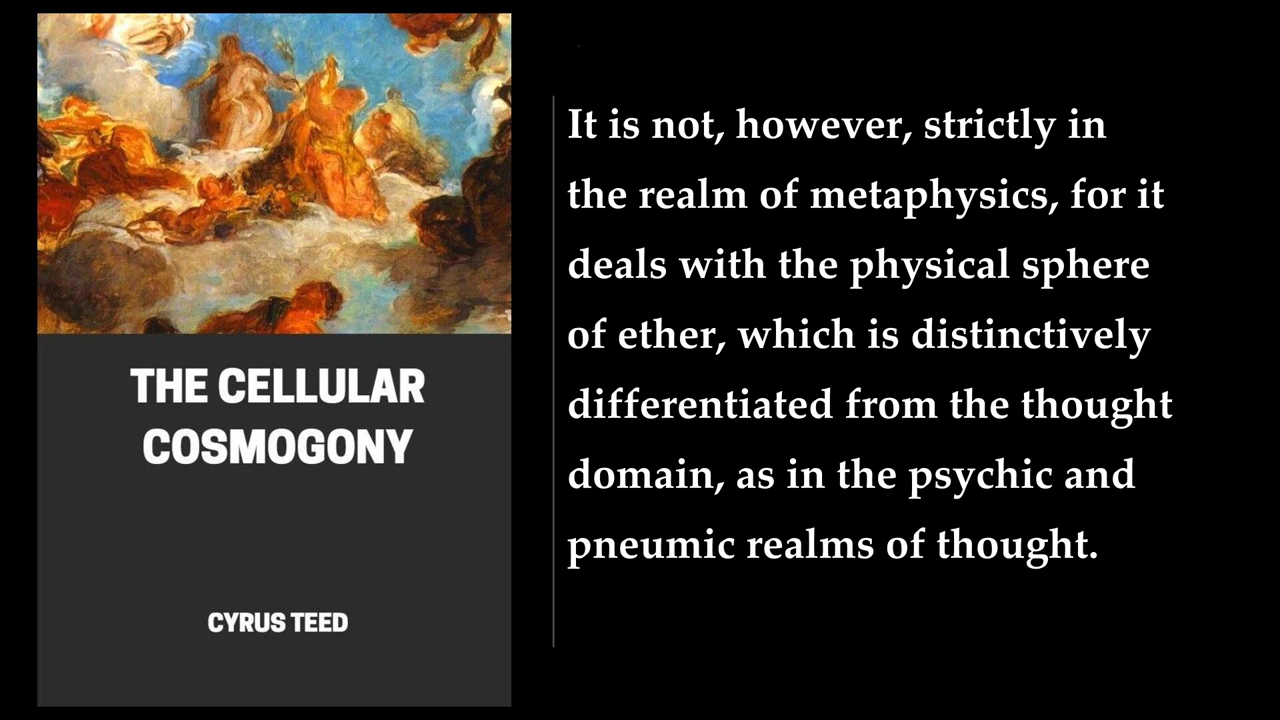 THE CELLULAR
COSMOGONY
CYRUS TEED
It is not, however, strictly in
the realm of metaphysics, for it
deals with the physical sphere
of ether, which is distinctively
differentiated from the thought
domain, as in the psychic and
pneumic realms of thought.